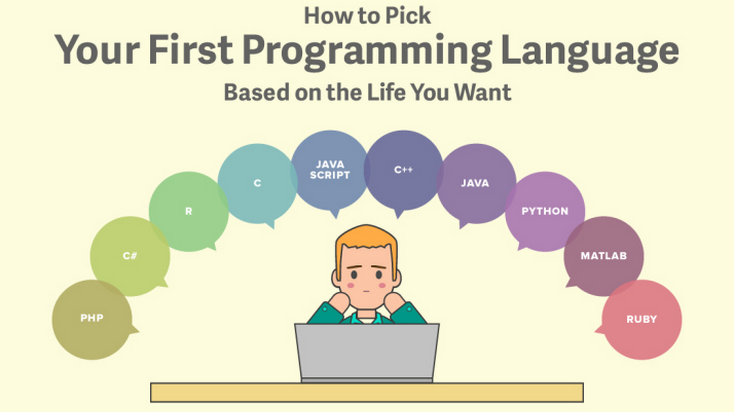 How to Pick
Your First Programming Language
Based on the Life You Want
JAVA
SCRIPT
C++
C
JAVA
R
PYTHON
C#
MATLAB
PHP
RUBY